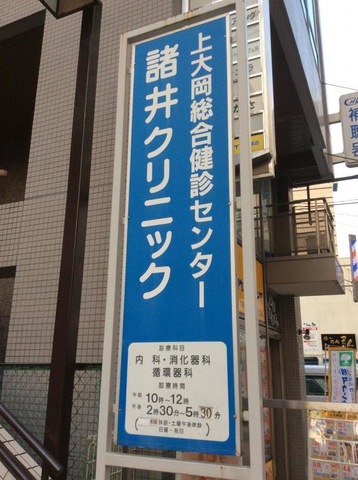 上大岡総合健診センター
諸井クリニック
診療科目
内科・消化器科
循環器科
診療時間
午前 10時〜12時
午後 2時30分〜5時30分
休診・土曜午後休診
日曜・祝日
補聴器